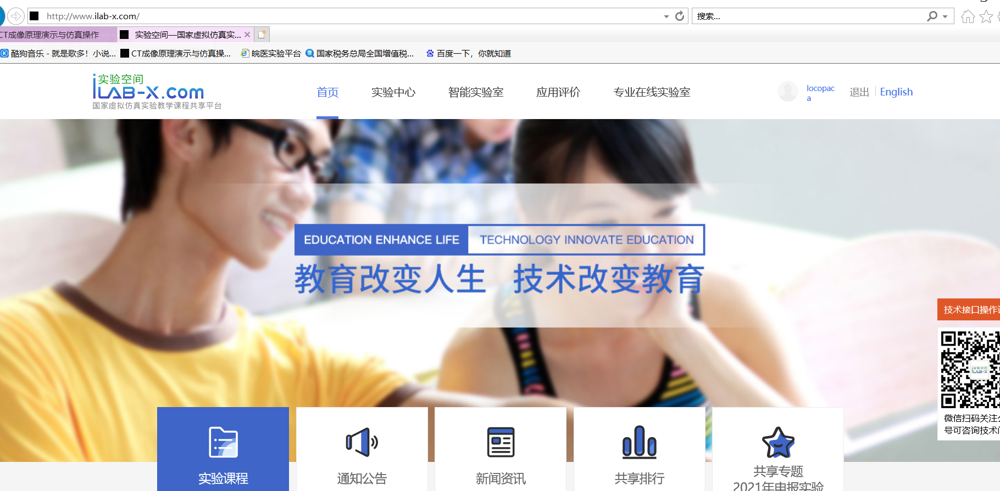 http://www.ilab-x.com/
搜索...
CT成像原理演示与仿真操作
实验空间—国家虚拟仿真实...
酷狗音乐 - 就是歌多！小说...
CT成像原理演示与仿真操...
皖医实验平台
国家税务总局全国增值税...
百度一下，你就知道
实验空间
iLAB-X.com
国家虚拟仿真实验教学课程共享平台
首页
实验中心
智能实验室
应用评价
专业在线实验室
locopac
a
退出
English
EDUCATION ENHANCE LIFE
TECHNOLOGY INNOVATE EDUCATION
教育改变人生 技术改变教育
技术接口操作
实验空间
iLAB-X
微信扫码关注
号可咨询技术
实验课程
通知公告
新闻资讯
共享排行
共享专题
2021年申报实验